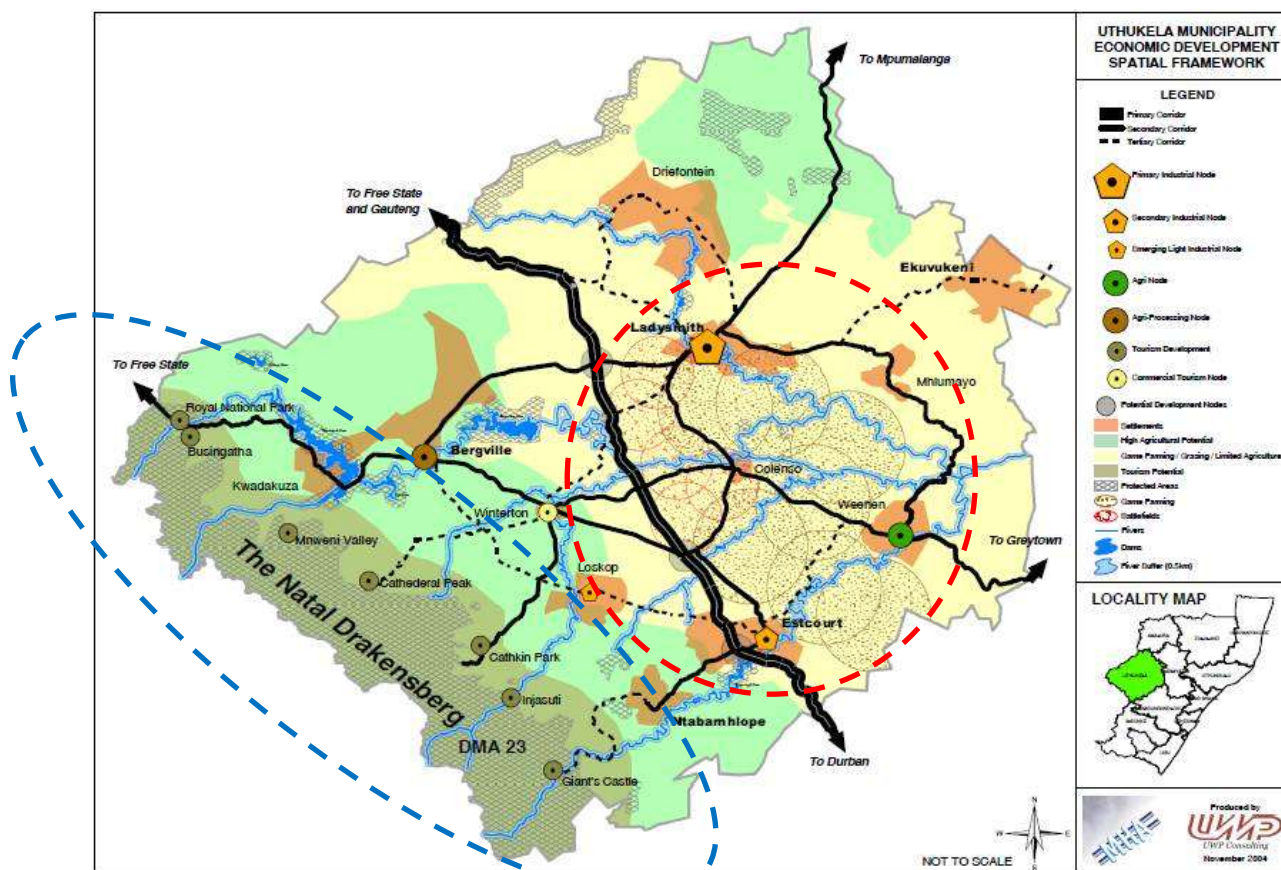 UTHUKELA MUNICIPALITY
ECONOMIC DEVELOPMENT
SPATIAL FRAMEWORK
LEGEND
Primary Corridor
Secondary Corridor
Tertiary Corridor
Primary Industrial Node
Secondary Industrial Node
Emerging Light Industrial Node
Agri Node
Agri-Processing Node
Tourism Development
Commercial Tourism Node
Potential Development Nodes
Settlements
High Agricultural Potential
Game Farming / Grazing / Limited Agriculture
Tourism Potential
Protected Areas
Game Farming
Battlefields
Rivers
Dams
River Buffer (0.5km)
LOCALITY MAP
UTHUKELA
Produced by
UWP
UWP Consulting
November 2004
To Mpumalanga
Driefontein
To Free State
and Gauteng
Ekuvukeni
Ladysmith
To Free State
Mhlumayo
Royal National Park
Busingatha
Bergville
Colenso
Kwadakuza
Weenen
Winterton
Mnweni Valley
To Greytown
Loskop
Cathederal Peak
The Natal Drakensberg
Estcourt
Cathkin Park
Injasuti
Ntabamhlope
DMA 23
To Durban
Giant's Castle
N
W
E
S
NOT TO SCALE